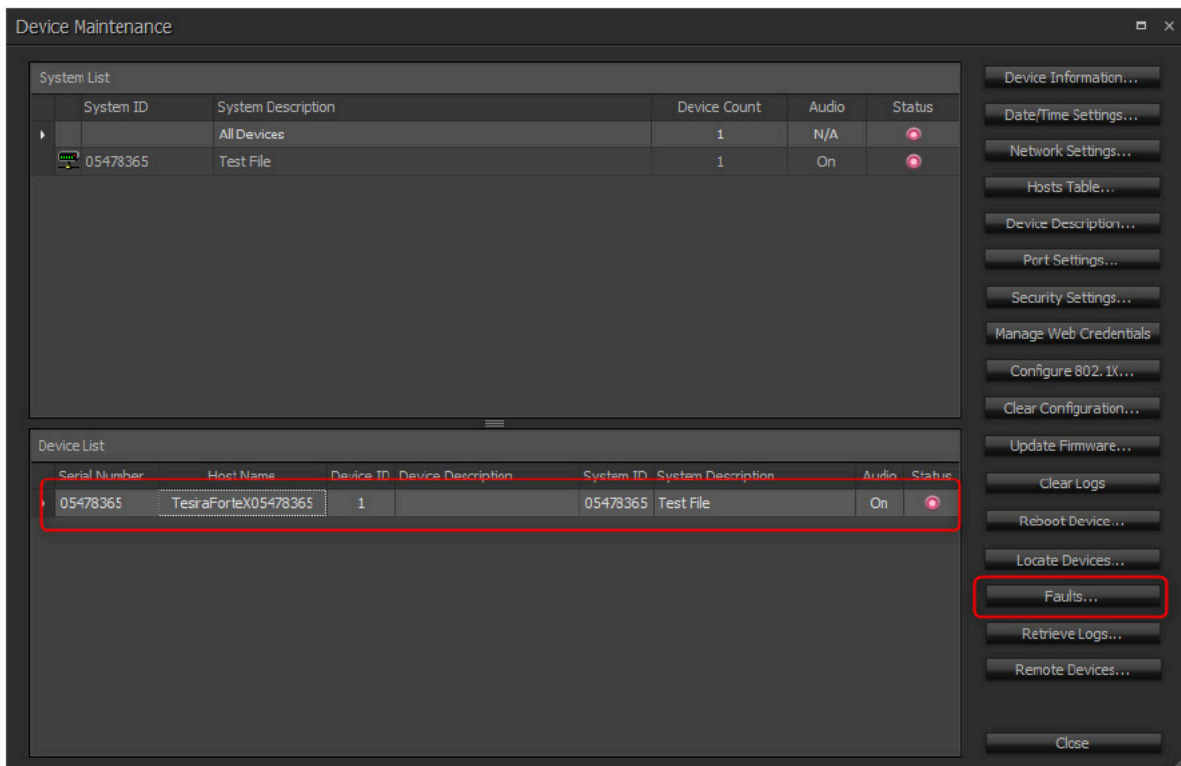 Device Maintenance
System List
System ID System Description Device Count Audio Status
All Devices 1 N/A
05478365 Test File 1 On
Device List
Serial Number Host Name Device ID Device Description System ID System Description Audio Status
05478365 TesiraForteX05478365 1 05478365 Test File On
Device Information...
Date/Time Settings...
Network Settings...
Hosts Table...
Device Description...
Port Settings...
Security Settings...
Manage Web Credentials
Configure 802.1X...
Clear Configuration...
Update Firmware...
Clear Logs
Reboot Device...
Locate Devices...
Faults...
Retrieve Logs...
Remote Devices...
Close